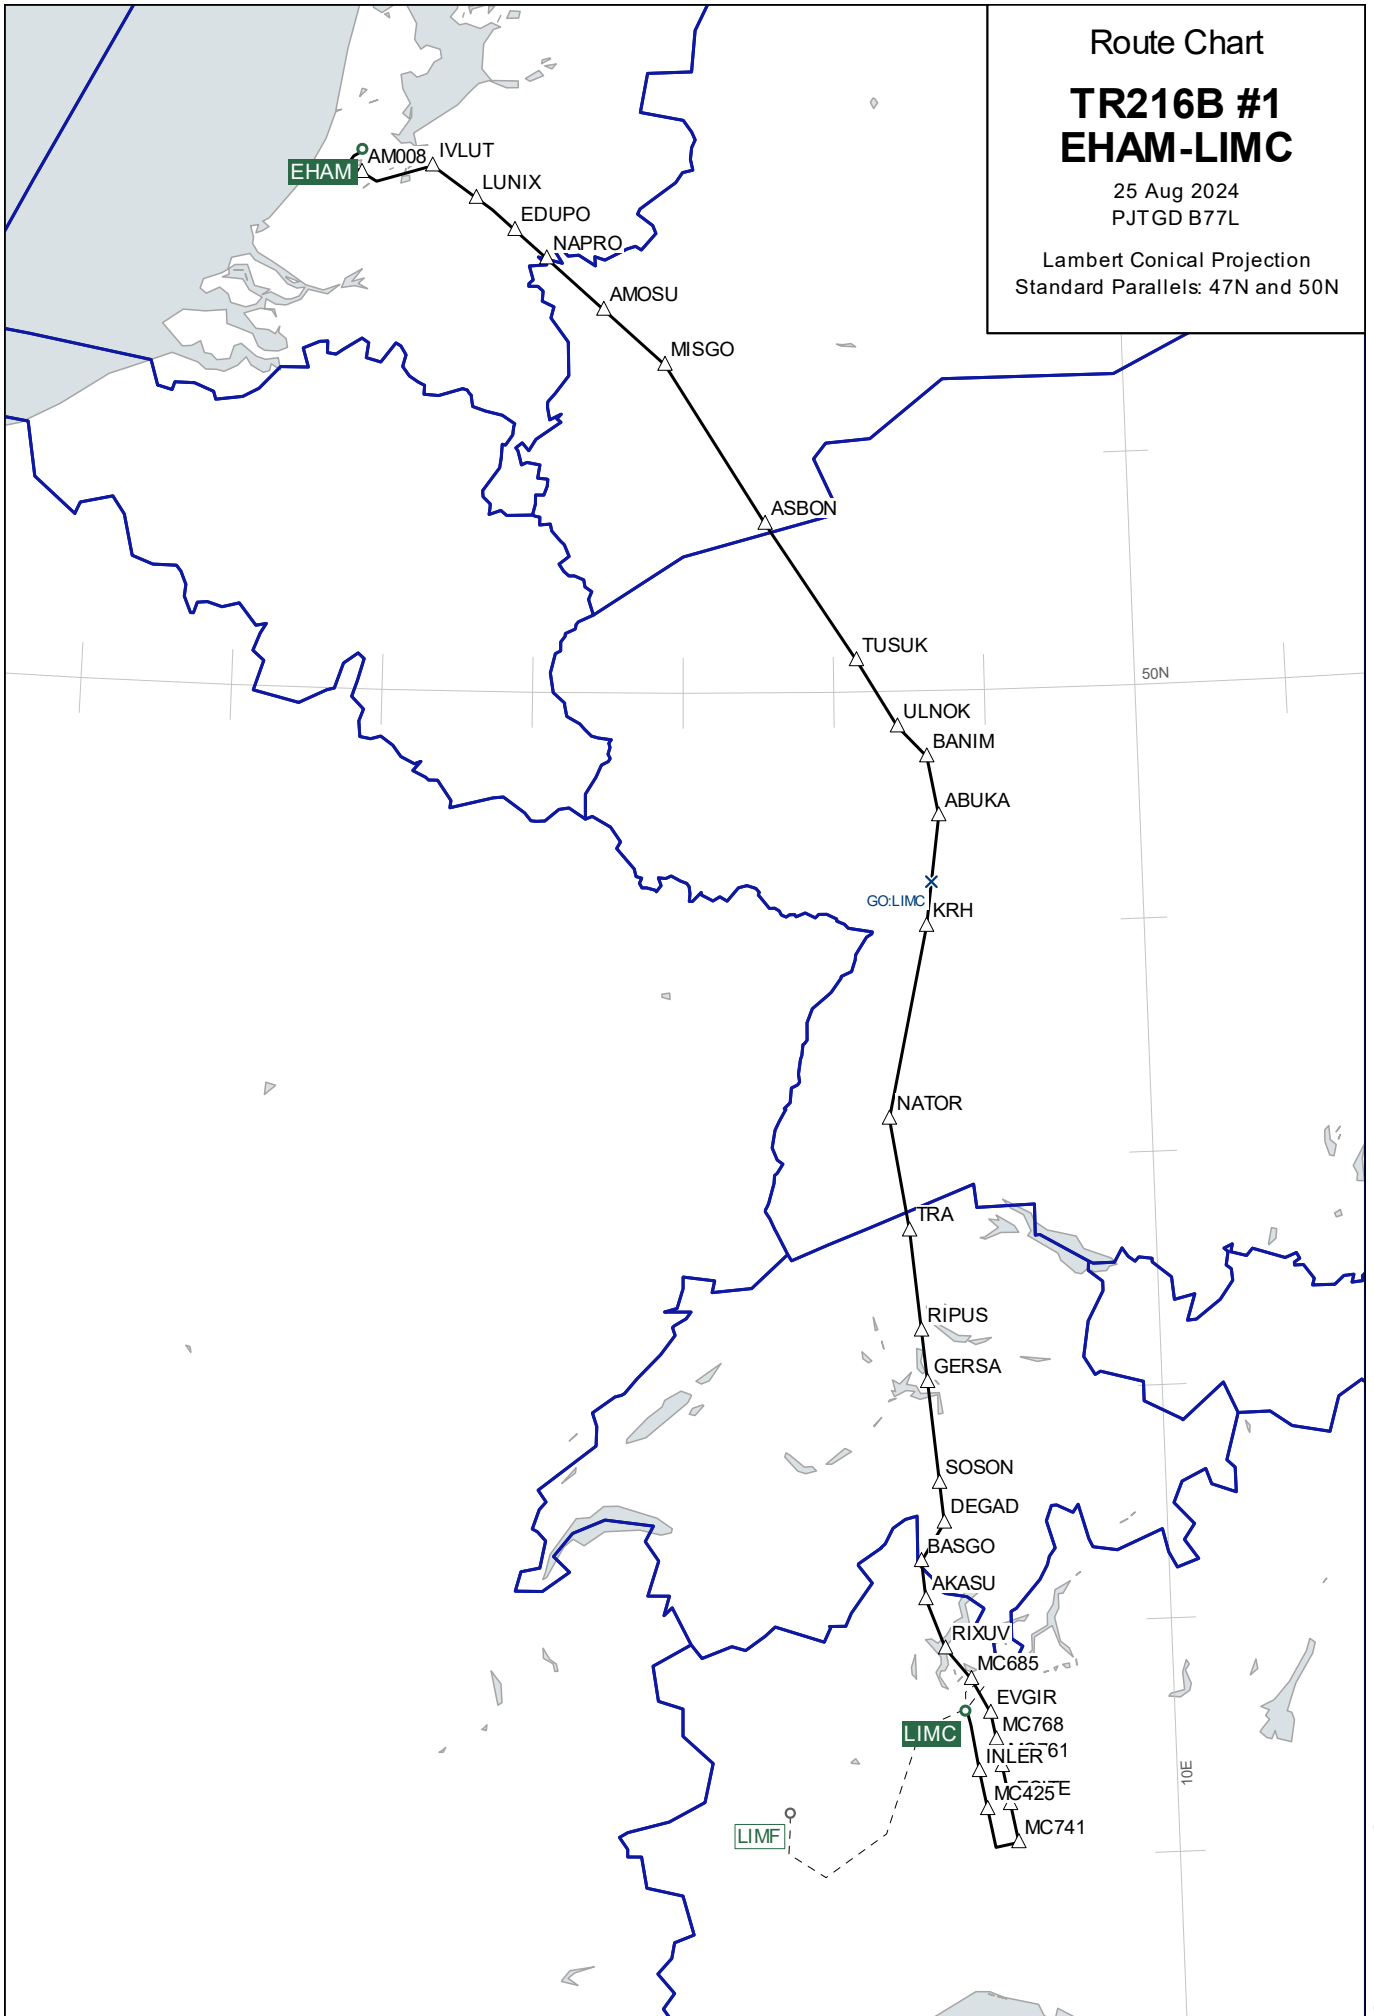 Route Chart
TR216B #1
EHAM-LIMC
25 Aug 2024
PJTGD B77L
Lambert Conical Projection
Standard Parallels: 47N and 50N
EHAM
AM008
IVLUT
LUNIX
EDUPO
NAPRO
AMOSU
MISGO
ASBON
TUSUK
50N
ULNOK
BANIM
ABUKA
GO:LIMC
KRH
NATOR
TRA
RIPUS
GERSA
SOSON
DEGAD
BASGO
AKASU
RIXUV
MC685
EVGIR
LIMC
MC768
INLER
MC425
10E
LIMF
MC741